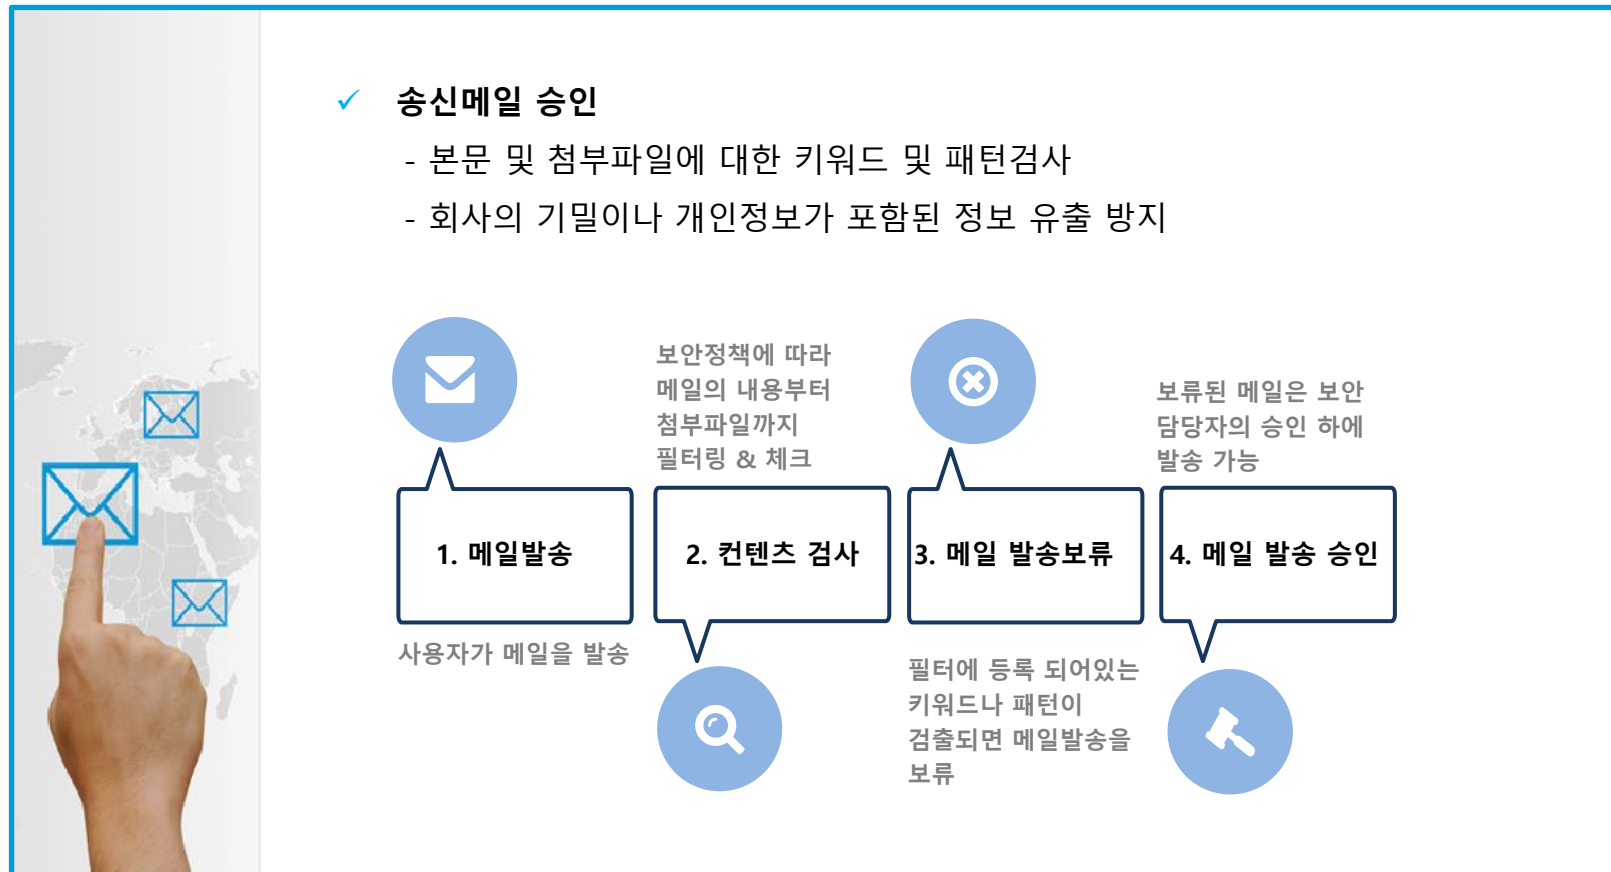 ✓ 송신메일 승인
- 본문 및 첨부파일에 대한 키워드 및 패턴검사
- 회사의 기밀이나 개인정보가 포함된 정보 유출 방지
1. 메일발송
사용자가 메일을 발송
보안정책에 따라
메일의 내용부터
첨부파일까지
필터링 & 체크
2. 컨텐츠 검사
3. 메일 발송보류
필터에 등록 되어있는
키워드나 패턴이
검출되면 메일발송을
보류
보류된 메일은 보안
담당자의 승인 하에
발송 가능
4. 메일 발송 승인